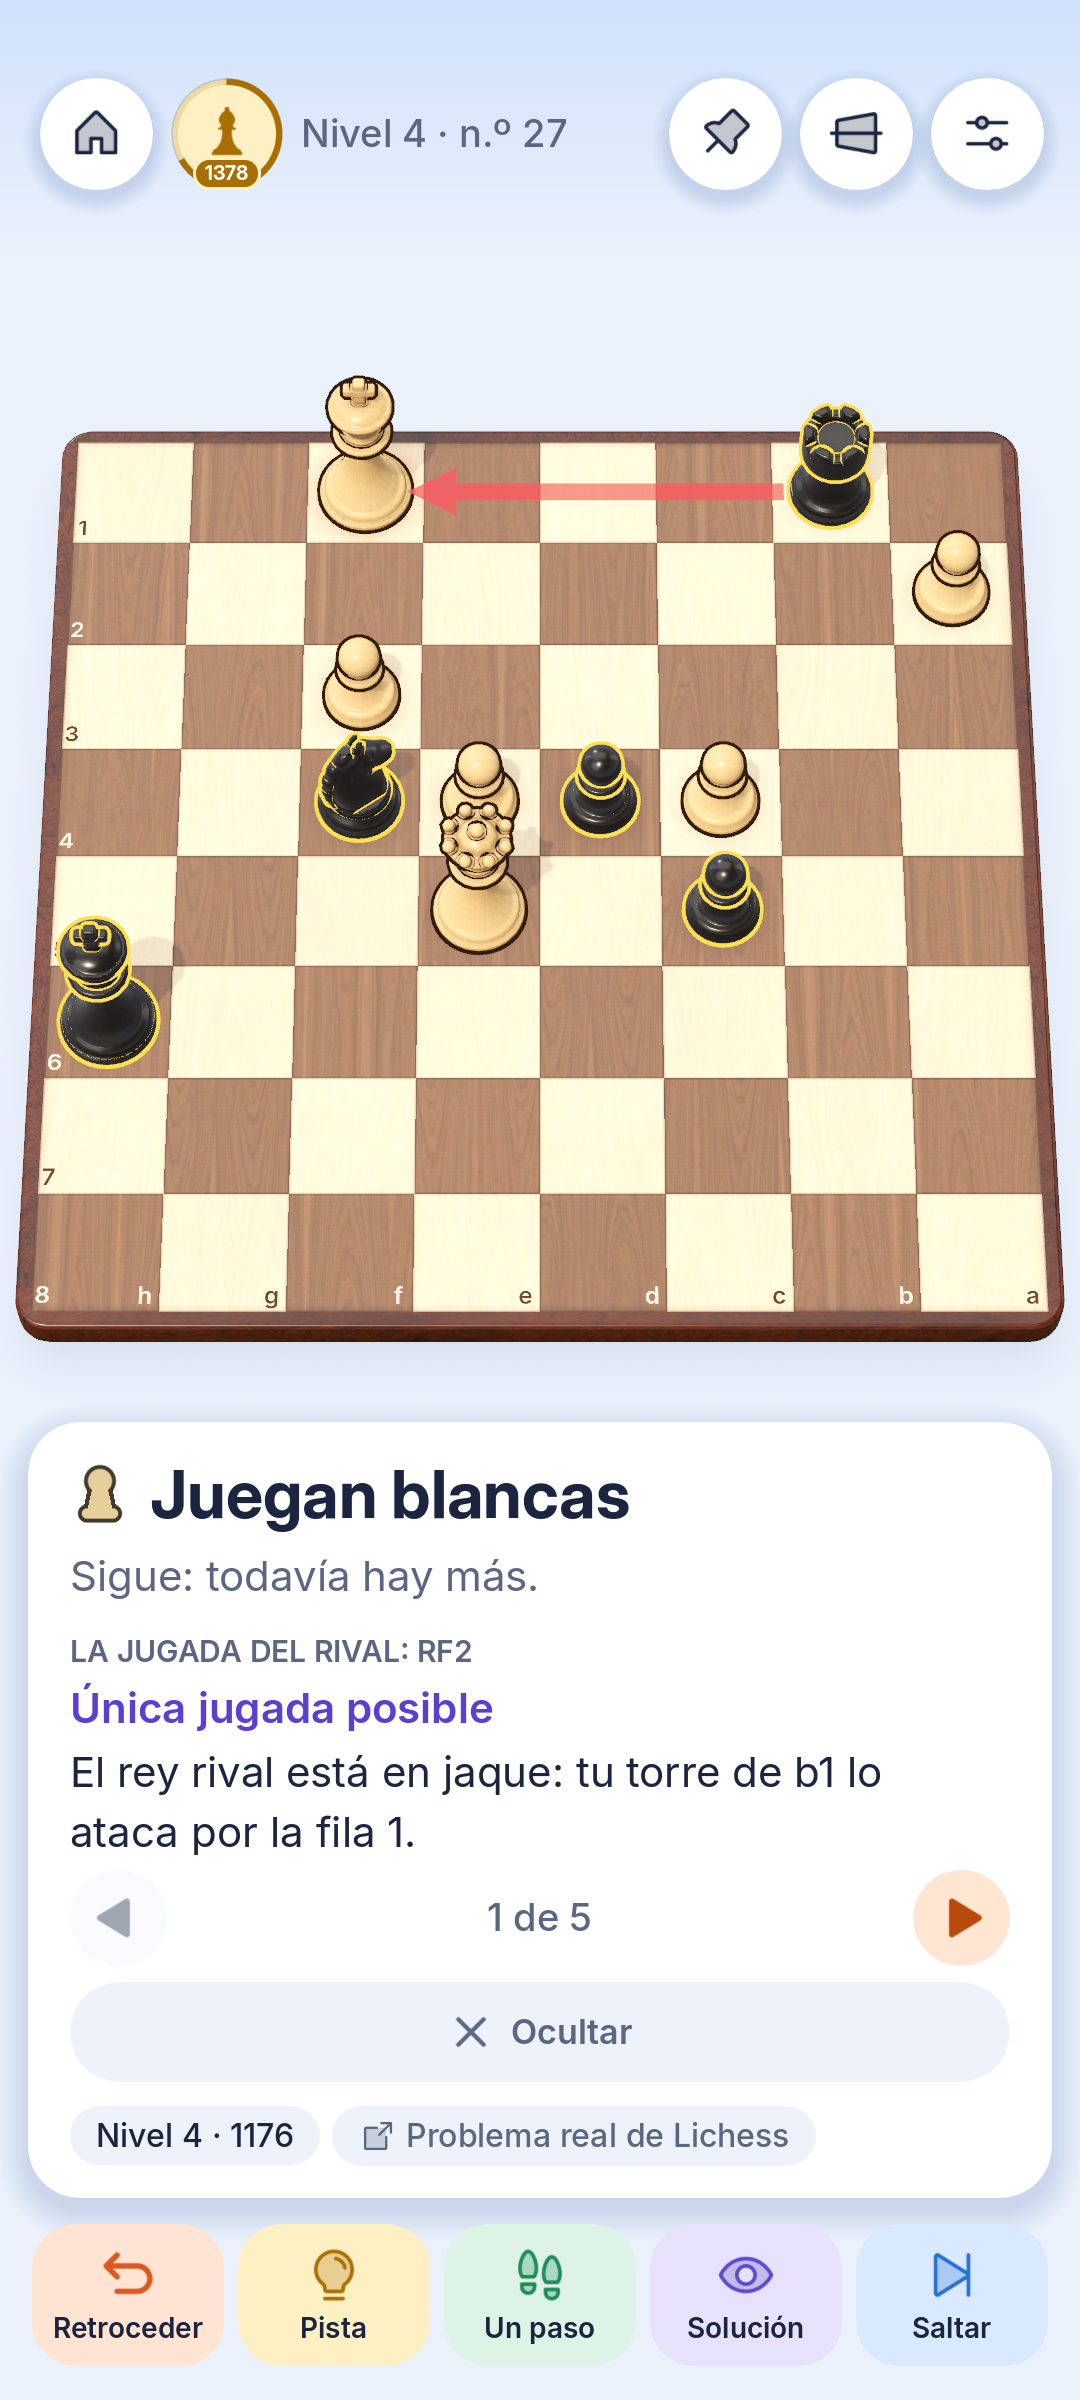 Nivel 4 · n.º 27
1378
1
2
3
4
6
7
8 h g f e d c b a
Juegan blancas
Sigue: todavía hay más.
LA JUGADA DEL RIVAL: RF2
Única jugada posible
El rey rival está en jaque: tu torre de b1 lo
ataca por la fila 1.
1 de 5
Ocultar
Nivel 4 · 1176
Problema real de Lichess
Retroceder
Pista
Un paso
Solución
Saltar